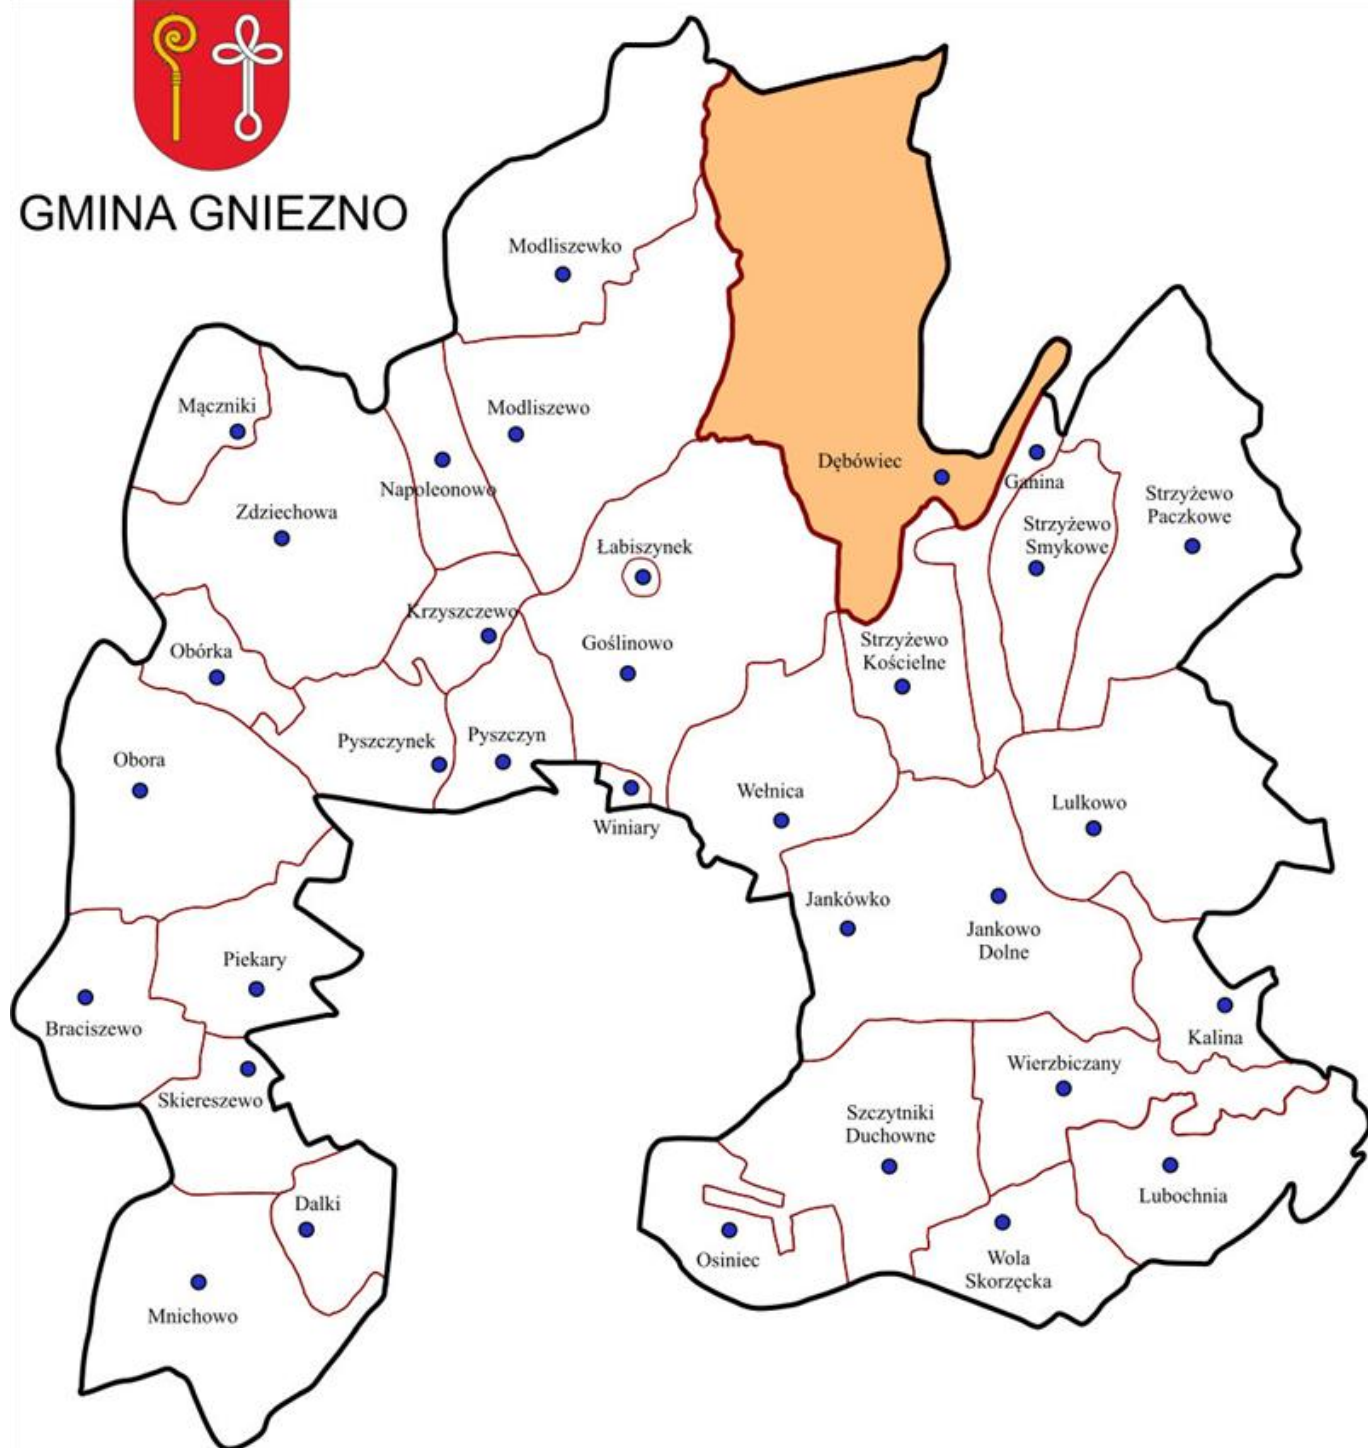 GMINA GNIEZNO
Modliszewko
Mączniki
Modliszewo
Napoleonowo
Dębówiec
Ganina
Strzyżewo
Paczkowe
Zdziechowa
Strzyżewo
Smykowe
Łabiszynek
Krzyszczewo
Goślinowo
Strzyżewo
Kościelne
Obórka
Pyszczynek
Pyszczyn
Obora
Wełnica
Lulkowo
Winiary
Jankówko
Jankowo
Dolne
Piekary
Braciszewo
Kalina
Skiereszewo
Wierzbiczany
Szczytniki
Duchowne
Lubochnia
Dalki
Osiniec
Wola
Skorzęcka
Mnichowo